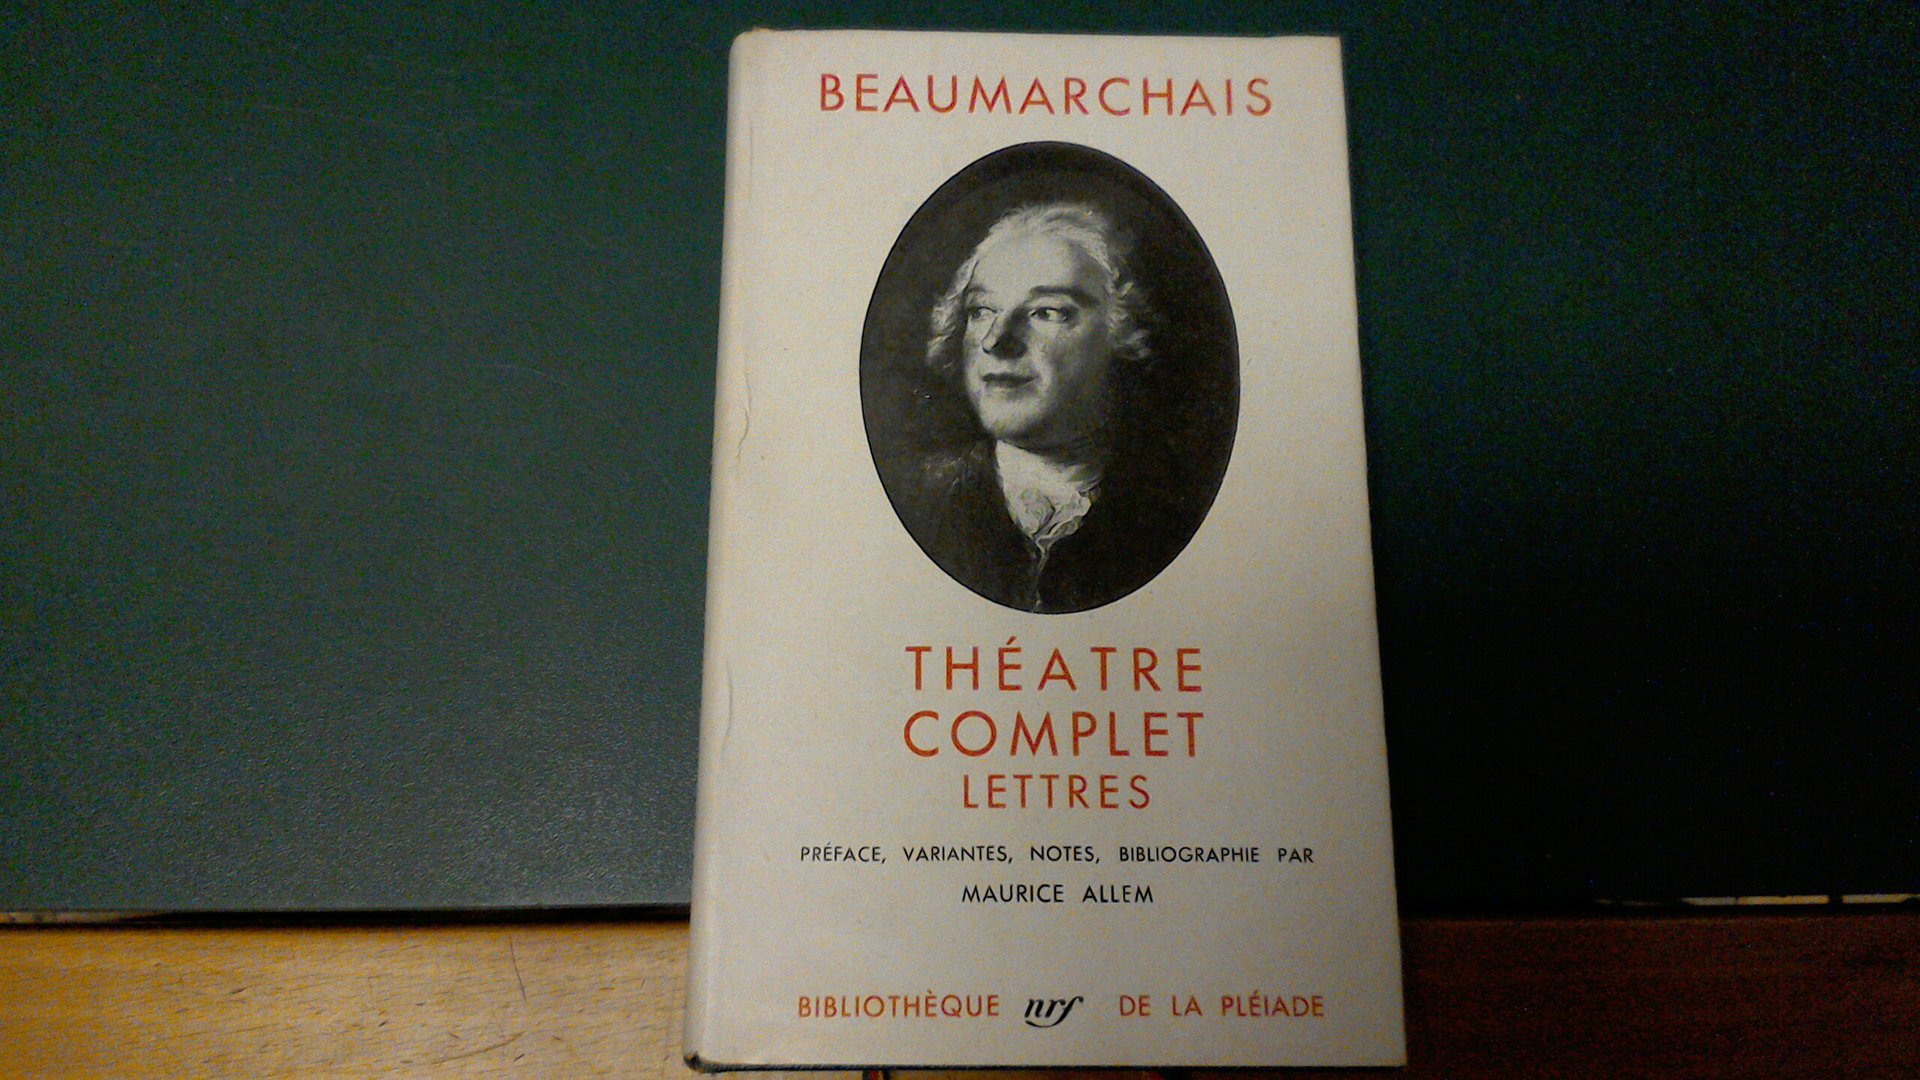 BEAUMARCHAIS
THÉATRE
COMPLET
LETTRES
PRÉFACE, VARIANTES, NOTES, BIBLIOGRAPHIE PAR
MAURICE ALLEM
BIBLIOTHÈQUE nrf DE LA PLÉIADE